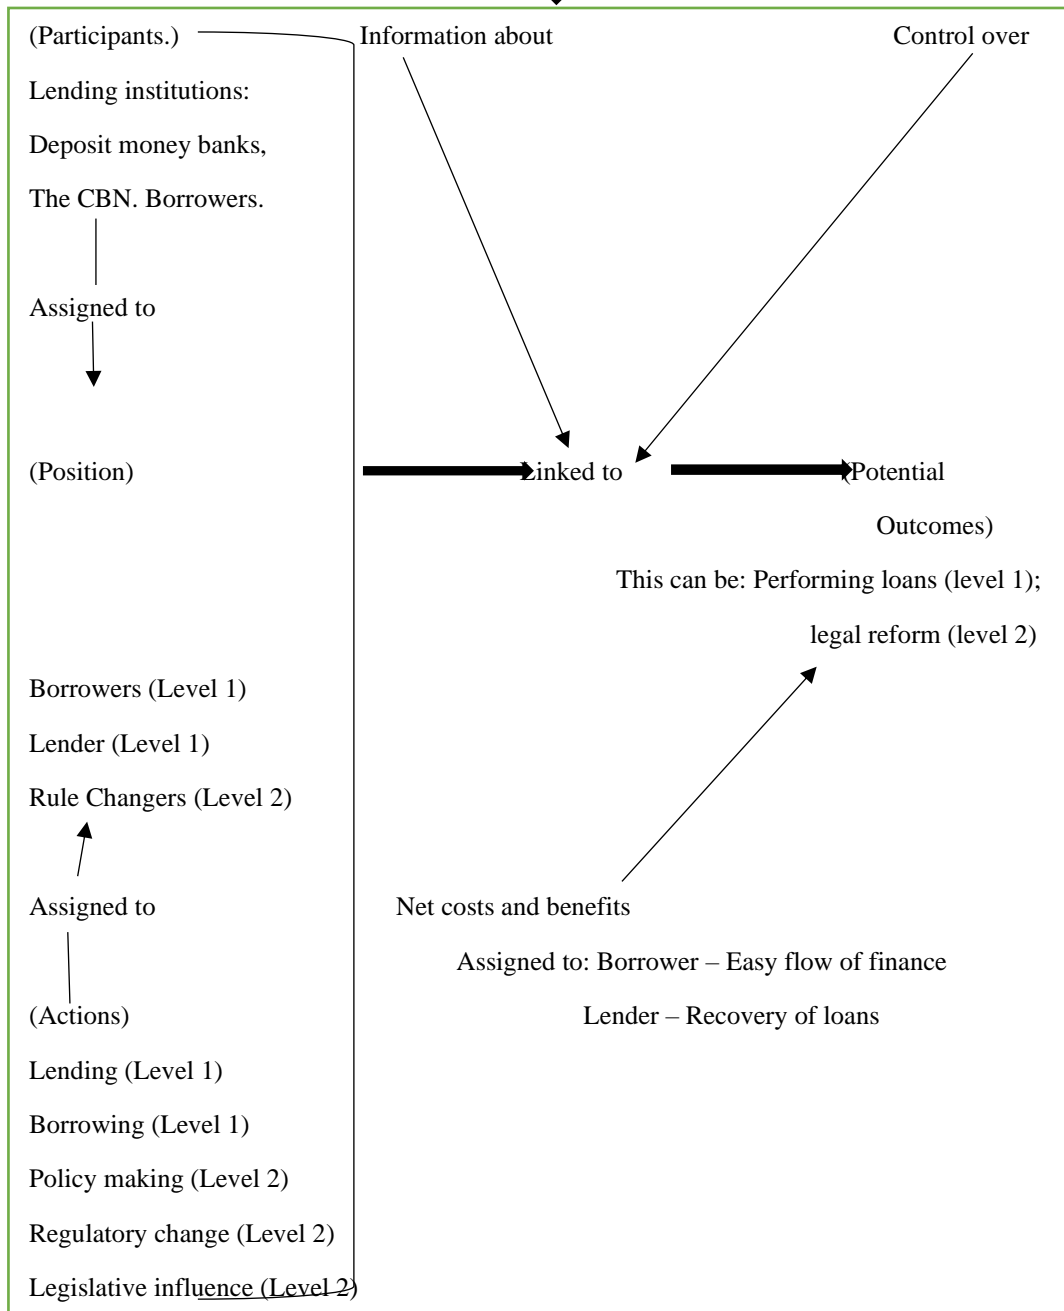 (Participants.)
Information about
Control over
Lending institutions:
Deposit money banks,
The CBN. Borrowers.
Assigned to
(Position)
Linked to
(Potential
Outcomes)
This can be: Performing loans (level 1);
legal reform (level 2)
Borrowers (Level 1)
Lender (Level 1)
Rule Changers (Level 2)
Assigned to
Net costs and benefits
Assigned to: Borrower – Easy flow of finance
(Actions)
Lender – Recovery of loans
Lending (Level 1)
Borrowing (Level 1)
Policy making (Level 2)
Regulatory change (Level 2)
Legislative influence (Level 2)